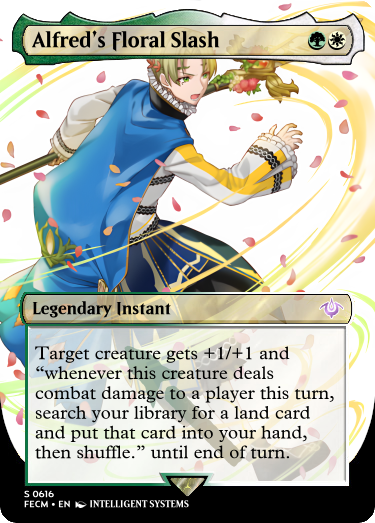 Alfred's Floral Slash
Legendary Instant
Target creature gets +1/+1 and
“whenever this creature deals
combat damage to a player this turn,
search your library for a land card
and put that card into your hand,
then shuffle.” until end of turn.
S 0616
FECM • EN INTELLIGENT SYSTEMS